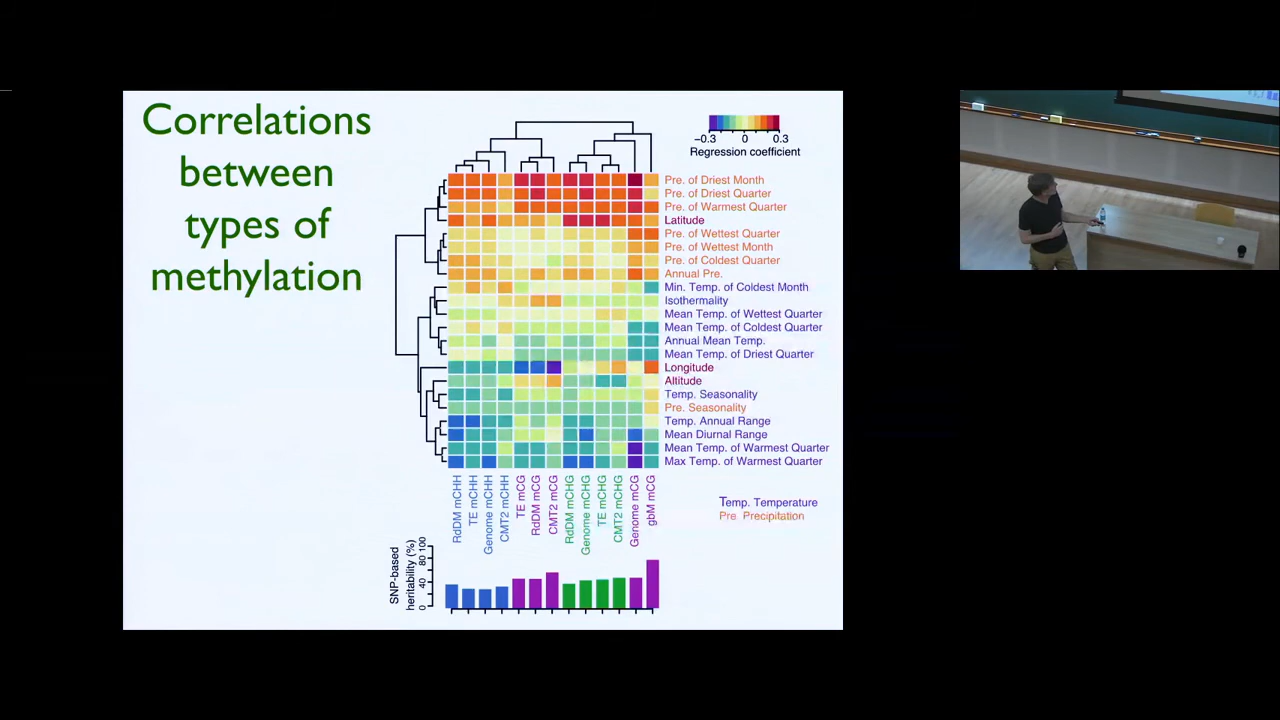 Correlations
between
types of
methylation
−0.3 0 0.3
Regression coefficient
Pre. of Driest Month
Pre. of Driest Quarter
Pre. of Warmest Quarter
Latitude
Pre. of Wettest Quarter
Pre. of Wettest Month
Pre. of Coldest Quarter
Annual Pre.
Min. Temp. of Coldest Month
Isothermality
Mean Temp. of Wettest Quarter
Mean Temp. of Coldest Quarter
Annual Mean Temp.
Mean Temp. of Driest Quarter
Longitude
Altitude
Temp. Seasonality
Pre. Seasonality
Temp. Annual Range
Mean Diurnal Range
Mean Temp. of Warmest Quarter
Max Temp. of Warmest Quarter
RdDM mCHH
TE mCHH
Genome mCHH
CMT2 mCHH
TE mCG
RdDM mCG
CMT2 mCG
RdDM mCHG
Genome mCHG
TE mCHG
CMT2 mCHG
Genome mCG
gbM mCG
Temp. Temperature
Pre. Precipitation
SNP-based
heritability (%)
0 40 80 100